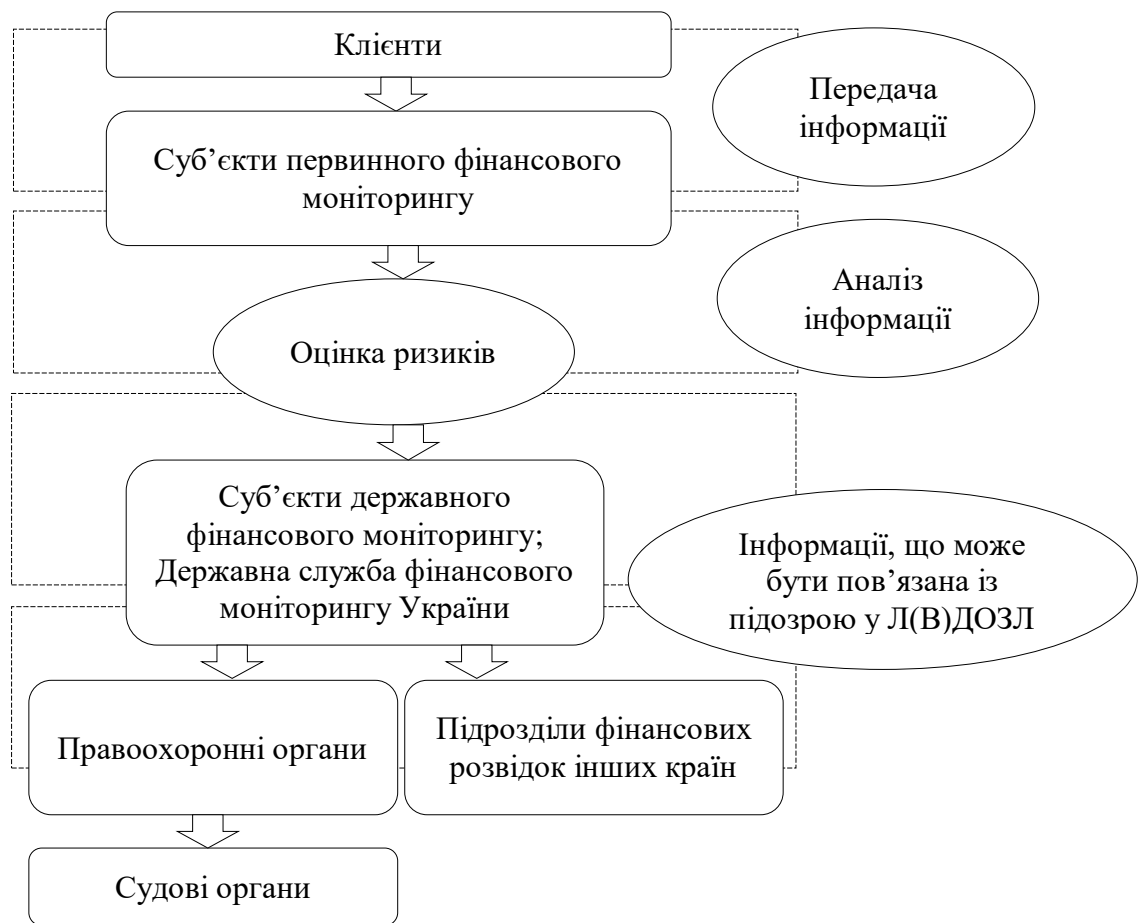 Клієнти
Передача
інформації
Суб’єкти первинного фінансового
моніторингу
Аналіз
інформації
Оцінка ризиків
Суб’єкти державного
фінансового моніторингу;
Державна служба фінансового
моніторингу України
Інформації, що може
бути пов’язана із
підозрою у Л(В)ДОЗЛ
Правоохоронні органи
Підрозділи фінансових
розвідок інших країн
Судові органи